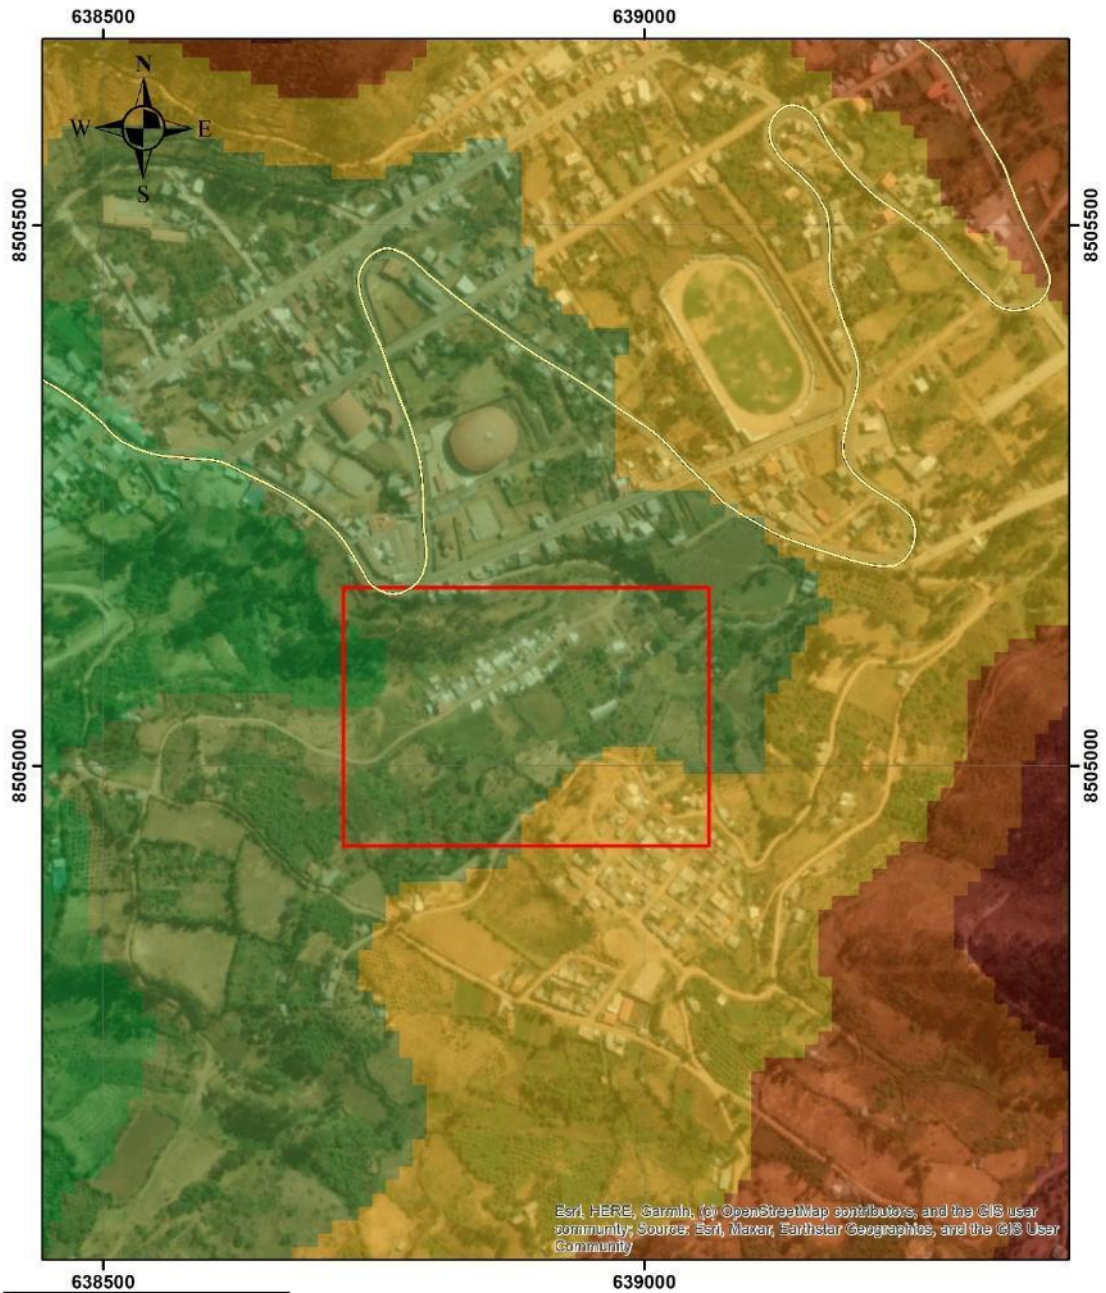 638500 639000
N
W E
S
8505500 8505500
8505000 8505000
Esri, HERE, Garmin, (c) OpenStreetMap contributors, and the GIS user
community; Source: Esri, Maxar, Earthstar Geographics, and the GIS User
Community
638500 639000